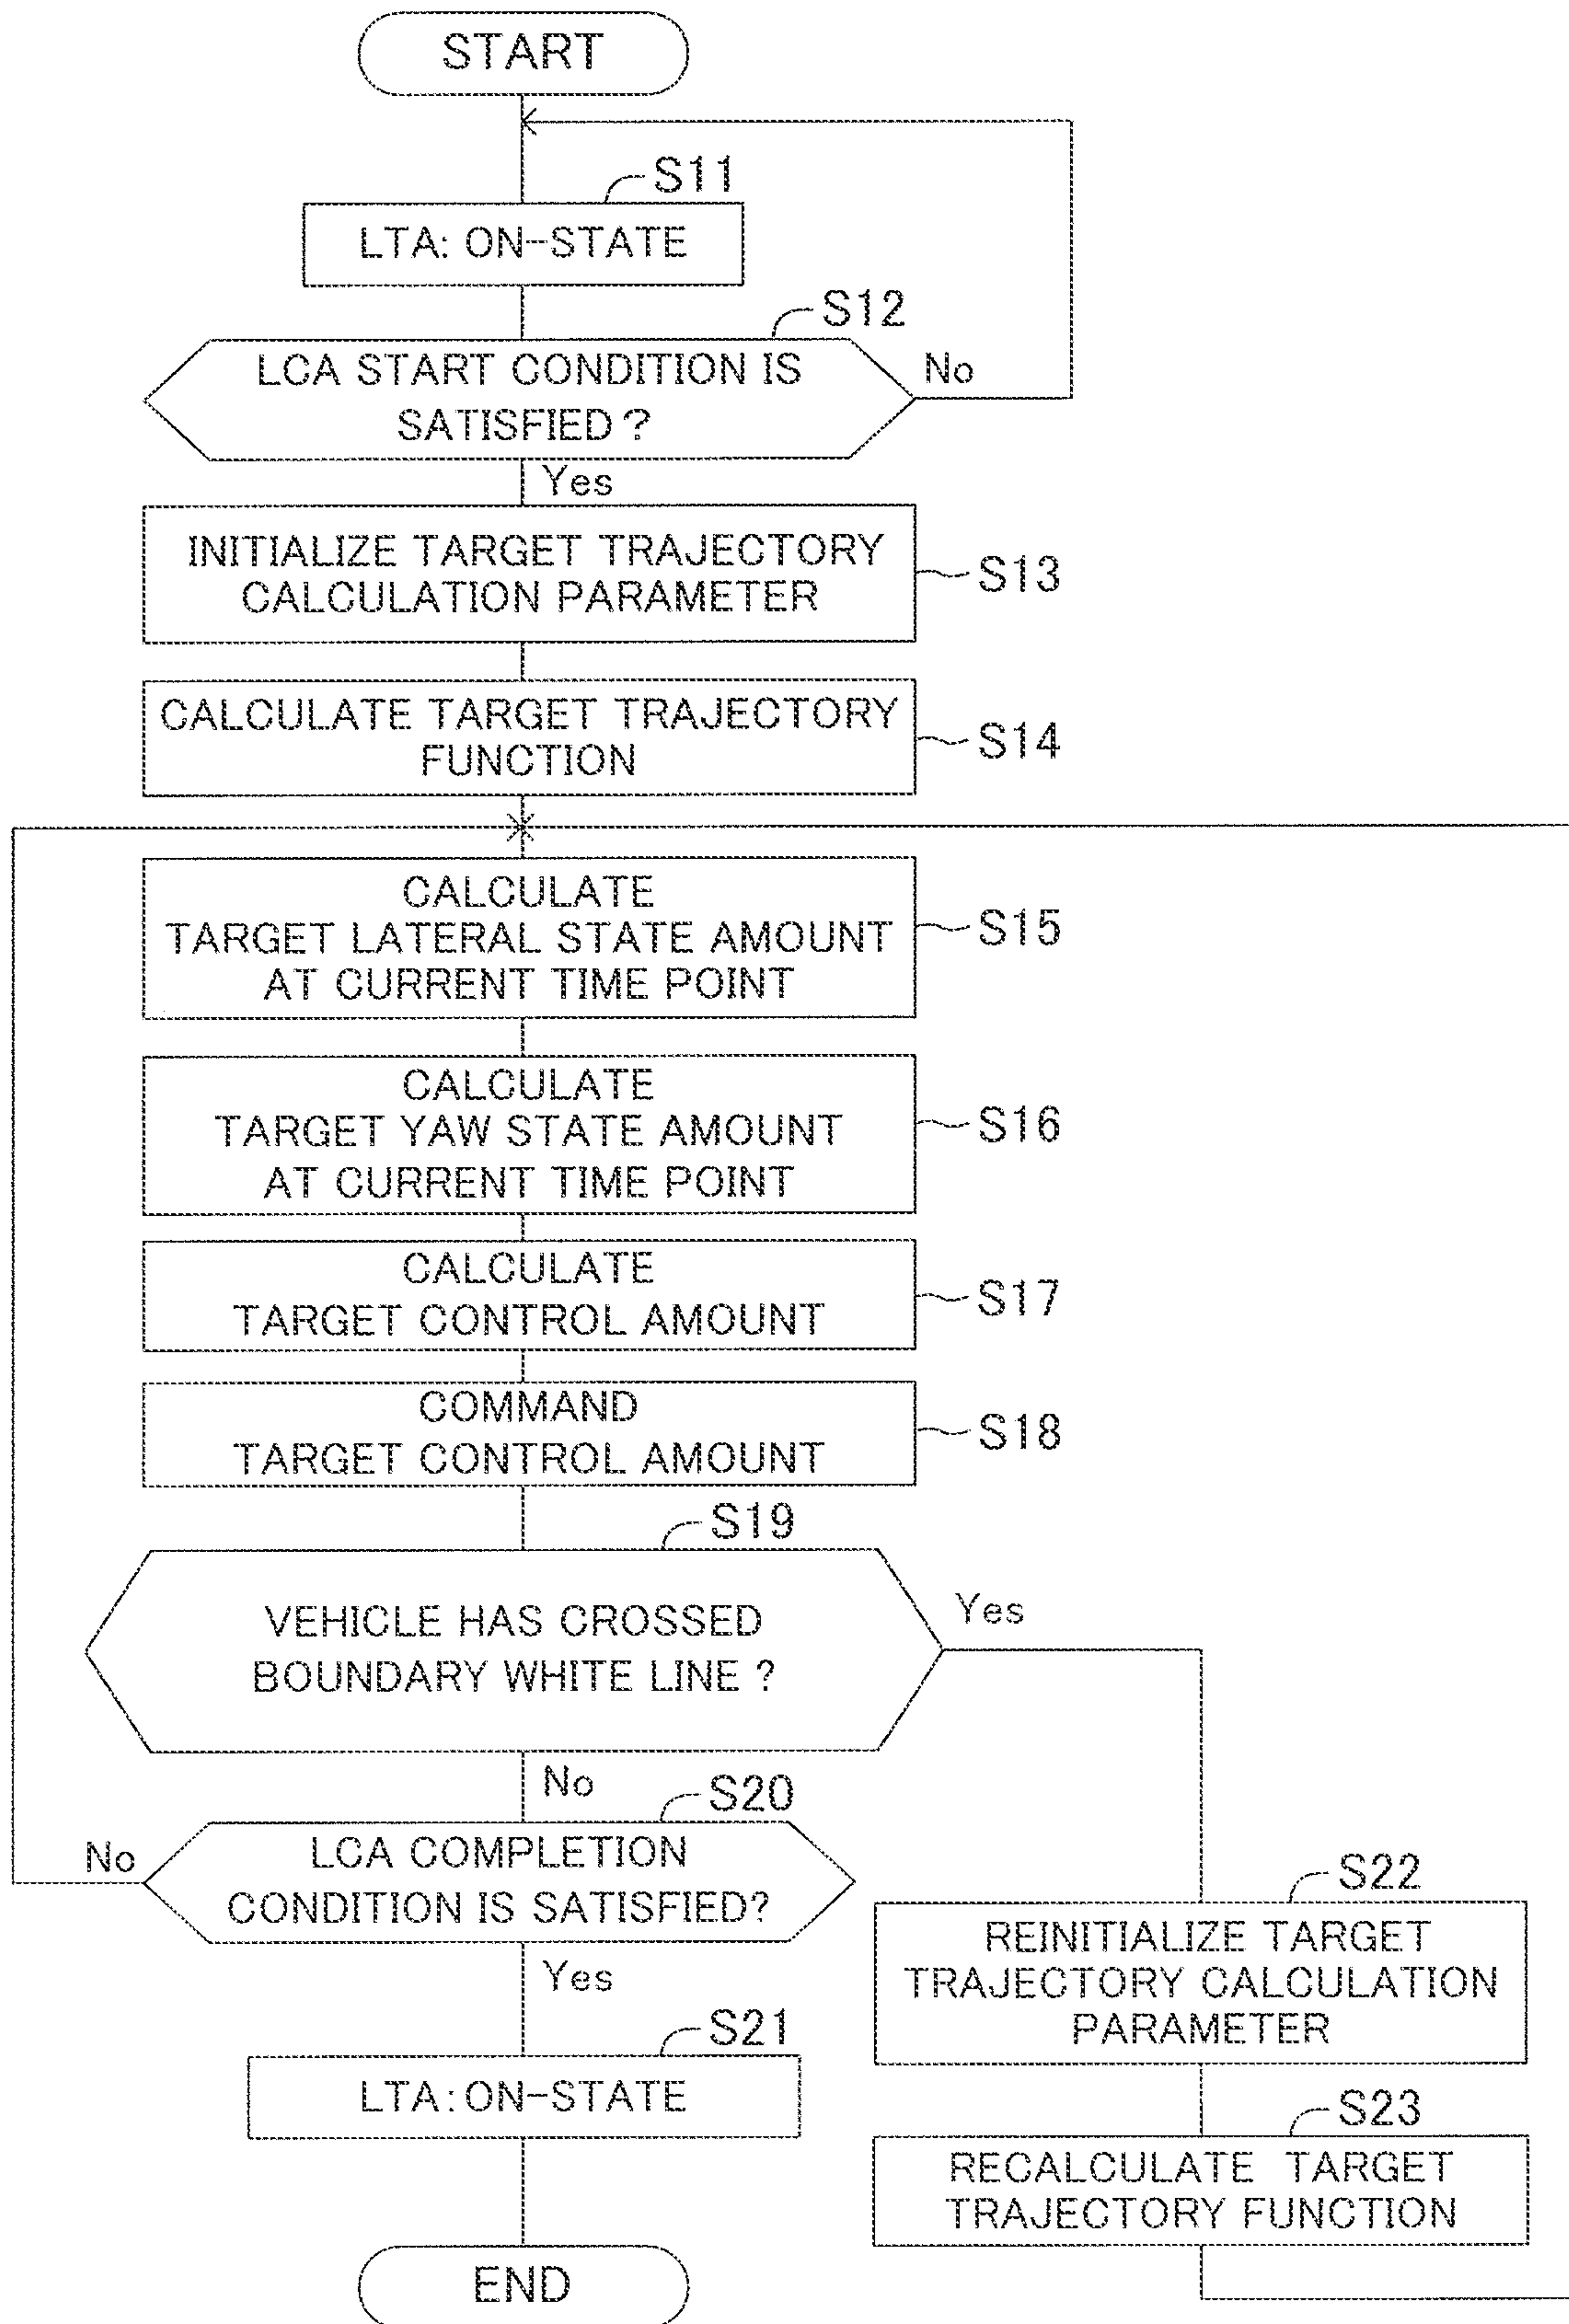 START
S11
LTA: ON-STATE
S12
LCA START CONDITION IS
SATISFIED?
No
Yes
INITIALIZE TARGET TRAJECTORY
CALCULATION PARAMETER
S13
CALCULATE TARGET TRAJECTORY
FUNCTION
S14
CALCULATE
TARGET LATERAL STATE AMOUNT
AT CURRENT TIME POINT
S15
CALCULATE
TARGET YAW STATE AMOUNT
AT CURRENT TIME POINT
S16
CALCULATE
TARGET CONTROL AMOUNT
S17
COMMAND
TARGET CONTROL AMOUNT
S18
S19
VEHICLE HAS CROSSED
BOUNDARY WHITE LINE ?
Yes
No
S20
LCA COMPLETION
CONDITION IS SATISFIED?
No
Yes
S21
LTA: ON-STATE
S22
REINITIALIZE TARGET
TRAJECTORY CALCULATION
PARAMETER
S23
RECALCULATE TARGET
TRAJECTORY FUNCTION
END